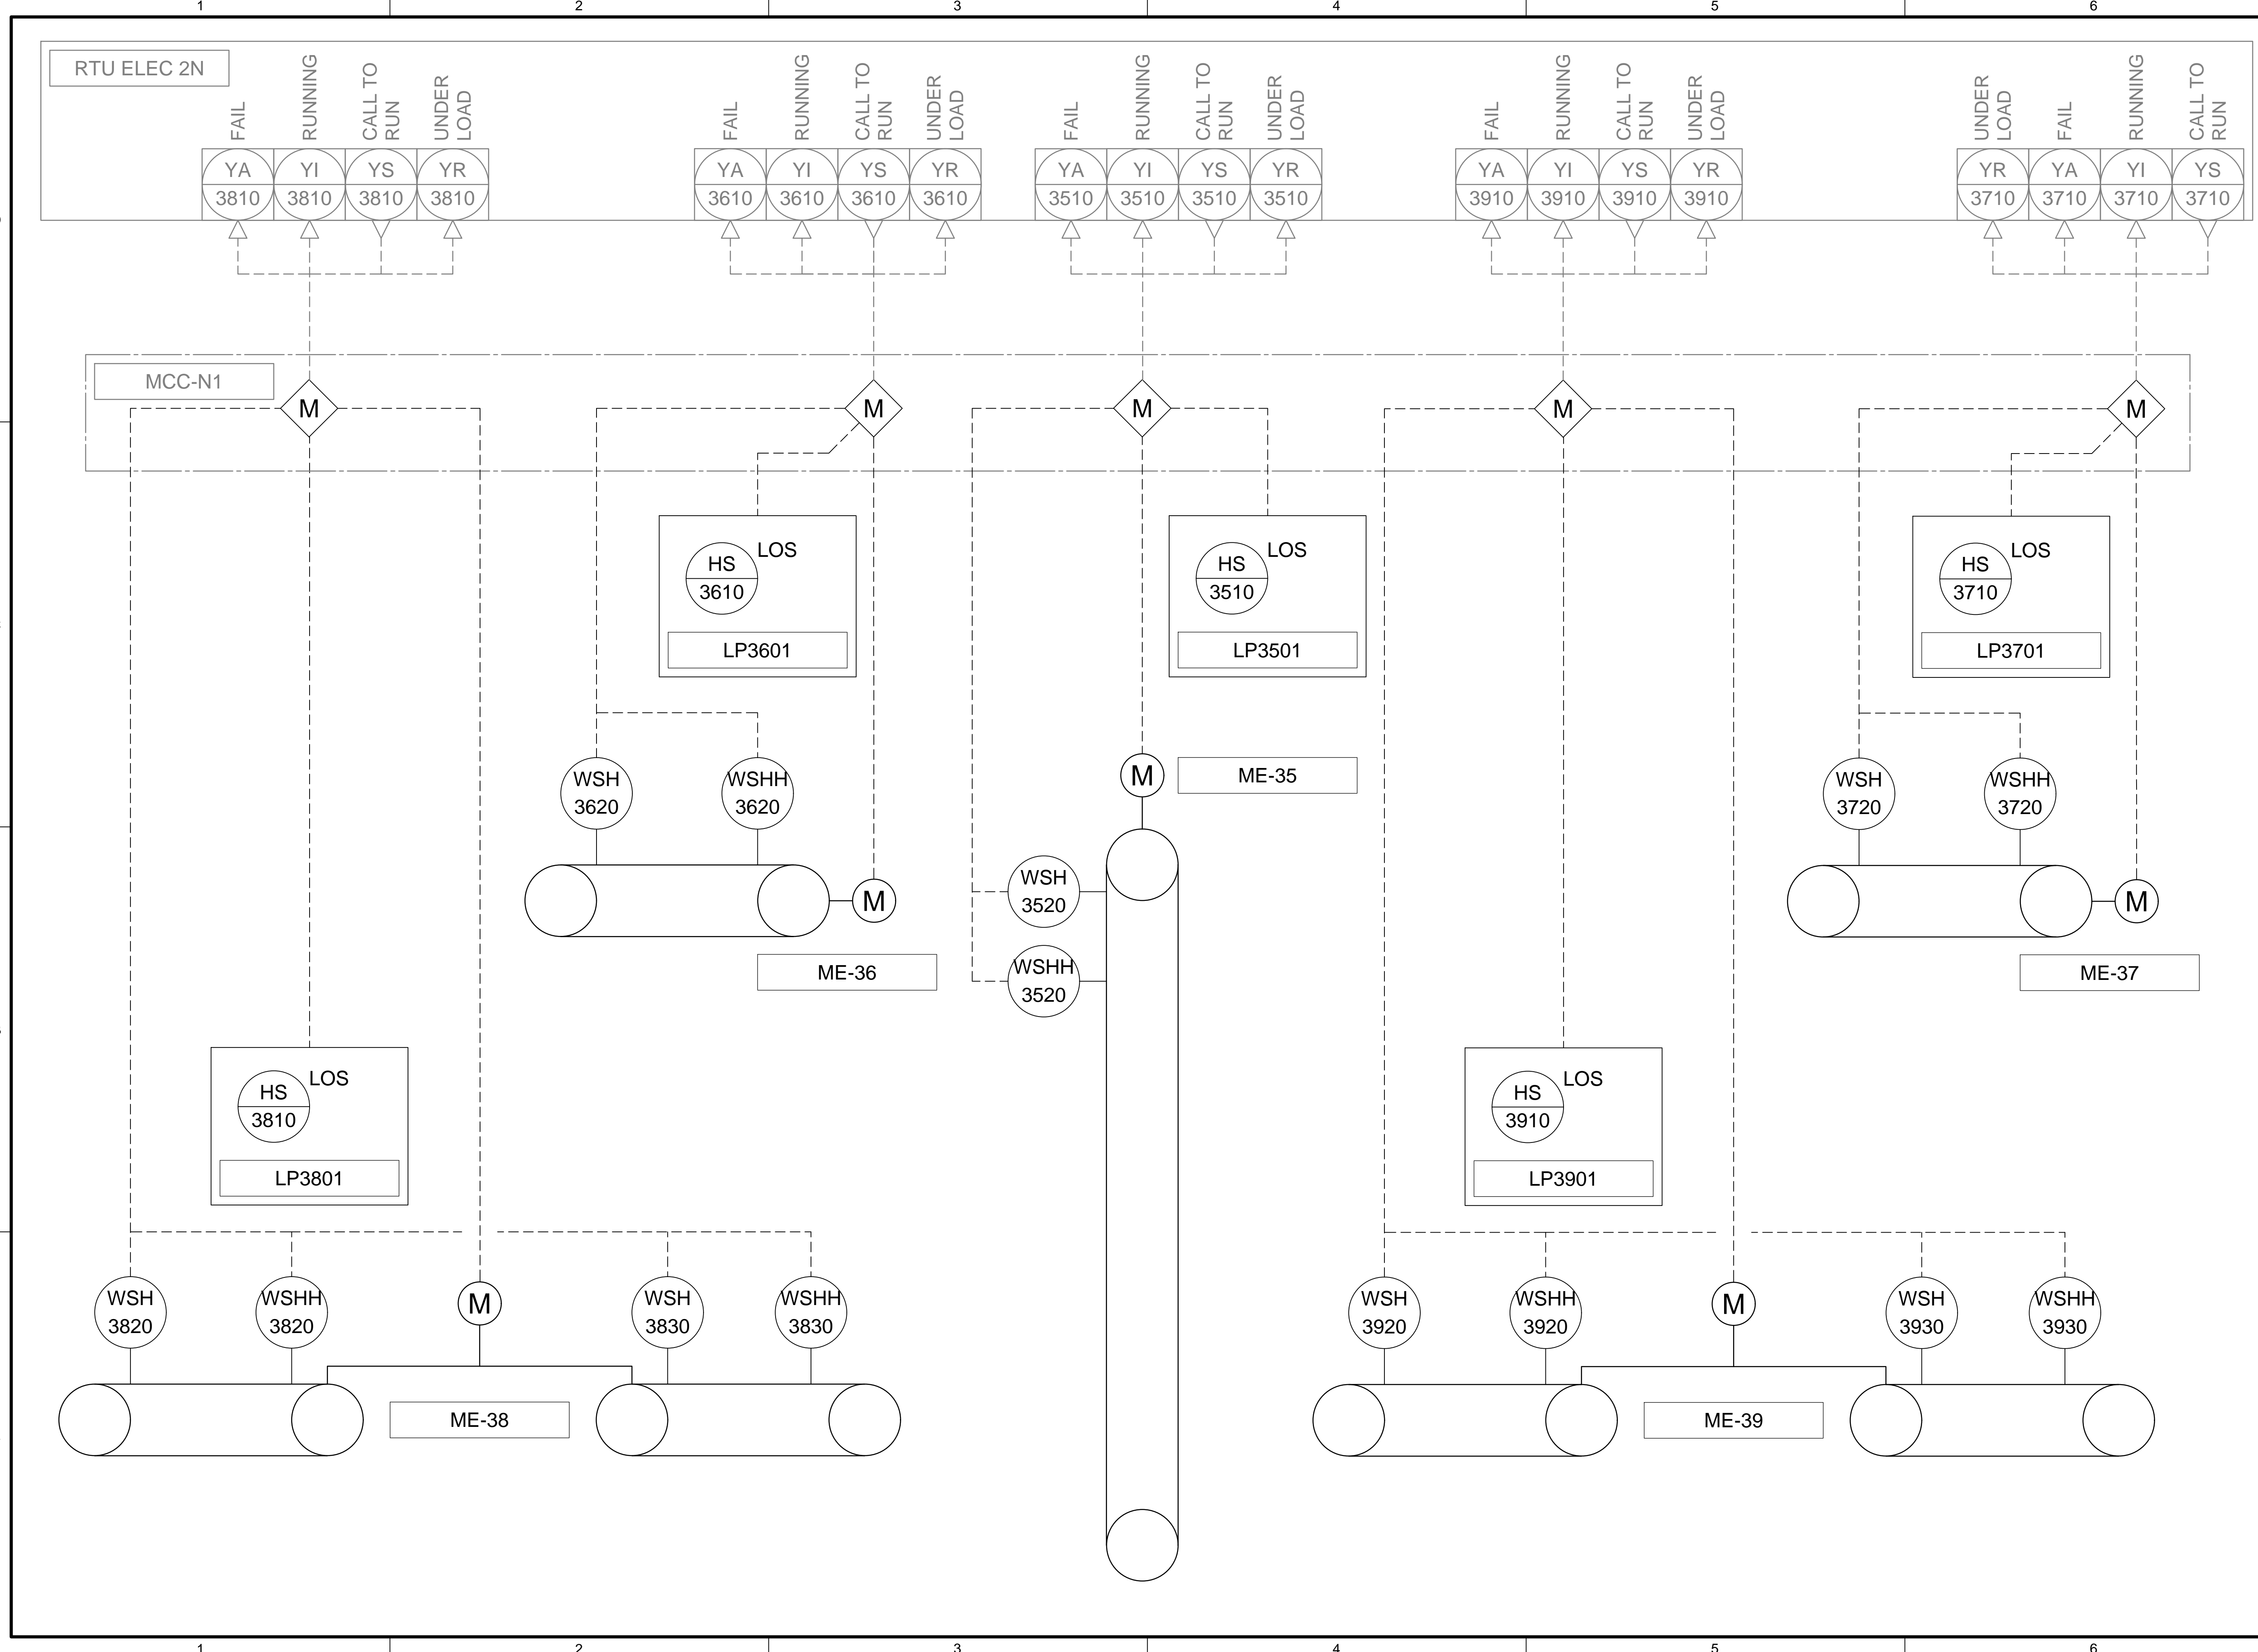 1 2 3 4 5 6
RTU ELEC 2N
FAIL
RUNNING
CALL TO
RUN
UNDER
LOAD
FAIL
RUNNING
CALL TO
RUN
UNDER
LOAD
FAIL
RUNNING
CALL TO
RUN
UNDER
LOAD
FAIL
RUNNING
CALL TO
RUN
UNDER
LOAD
UNDER
LOAD
FAIL
RUNNING
CALL TO
RUN
YA YI YS YR YA YI YS YR YA YI YS YR YA YI YS YR YR YA YI YS
3810 3810 3810 3810 3610 3610 3610 3610 3510 3510 3510 3510 3910 3910 3910 3910 3710 3710 3710 3710
MCC-N1
M M M M M
HS LOS
3610
LP3601
HS LOS
3510
LP3501
HS LOS
3710
LP3701
WSH
3620
WSHH
3620
M
ME-36
M
ME-35
WSH
3520
WSHH
3520
WSH
3720
WSHH
3720
M
ME-37
HS LOS
3810
LP3801
HS LOS
3910
LP3901
WSH
3820
WSHH
3820
M
WSH
3830
WSHH
3830
ME-38
WSH
3920
WSHH
3920
M
WSH
3930
WSHH
3930
ME-39
1 2 3 4 5 6